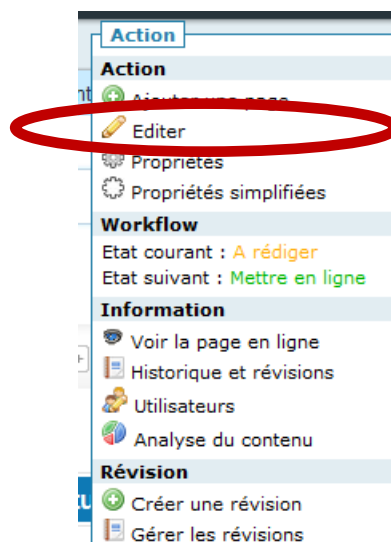 Action
Action
Ajouter une page
Editer
Propriétés
Propriétés simplifiées
Workflow
Etat courant : A rédiger
Etat suivant : Mettre en ligne
Information
Voir la page en ligne
Historique et révisions
Utilisateurs
Analyse du contenu
Révision
Créer une révision
Gérer les révisions